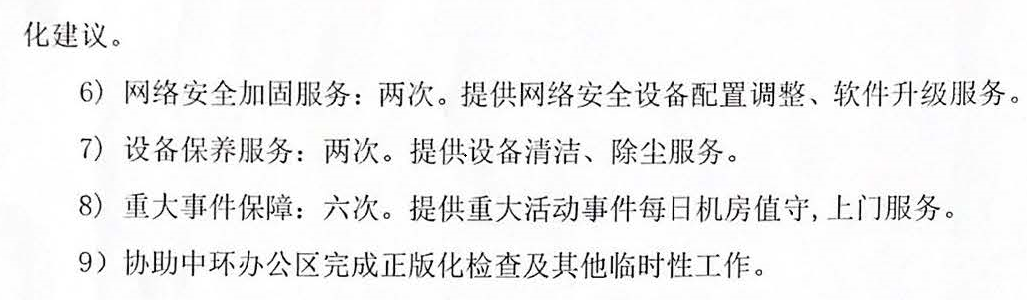 化建议。
6）网络安全加固服务：两次。提供网络安全设备配置调整、软件升级服务。
7）设备保养服务：两次。提供设备清洁、除尘服务。
8）重大事件保障：六次。提供重大活动事件每日机房值守,上门服务。
9）协助中环办公区完成正版化检查及其他临时性工作。